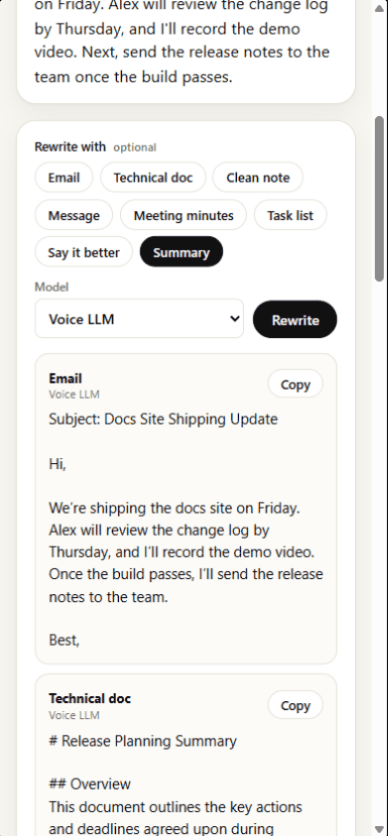 on Friday. Alex will review the change log
by Thursday, and I'll record the demo
video. Next, send the release notes to the
team once the build passes.
Rewrite with optional
Email Technical doc Clean note
Message Meeting minutes Task list
Say it better Summary
Model
Voice LLM Rewrite
Email Copy
Voice LLM
Subject: Docs Site Shipping Update
Hi,
We're shipping the docs site on Friday.
Alex will review the change log by
Thursday, and I'll record the demo video.
Once the build passes, I'll send the release
notes to the team.
Best,
Technical doc Copy
Voice LLM
# Release Planning Summary
## Overview
This document outlines the key actions
and deadlines agreed upon during